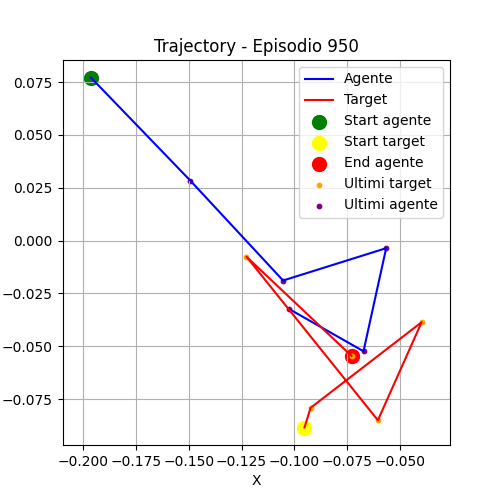 Trajectory - Episodio 950
0.075
0.050
0.025
0.000
−0.025
−0.050
−0.075
Agente
Target
Start agente
Start target
End agente
Ultimi target
Ultimi agente
−0.200 −0.175 −0.150 −0.125 −0.100 −0.075 −0.050
X